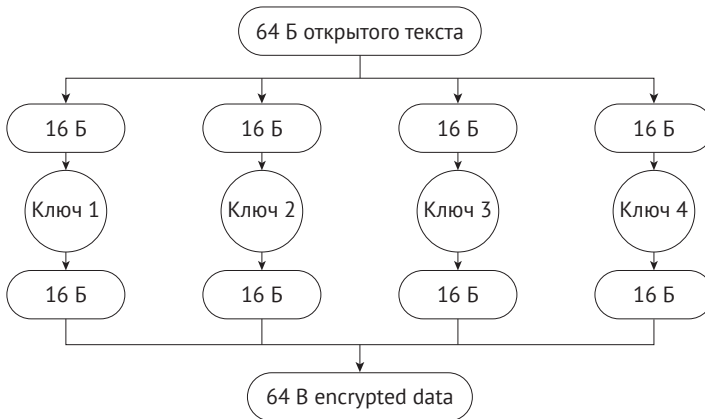 64 Б открытого текста
16 Б 16 Б 16 Б 16 Б
Ключ 1 Ключ 2 Ключ 3 Ключ 4
16 Б 16 Б 16 Б 16 Б
64 B encrypted data